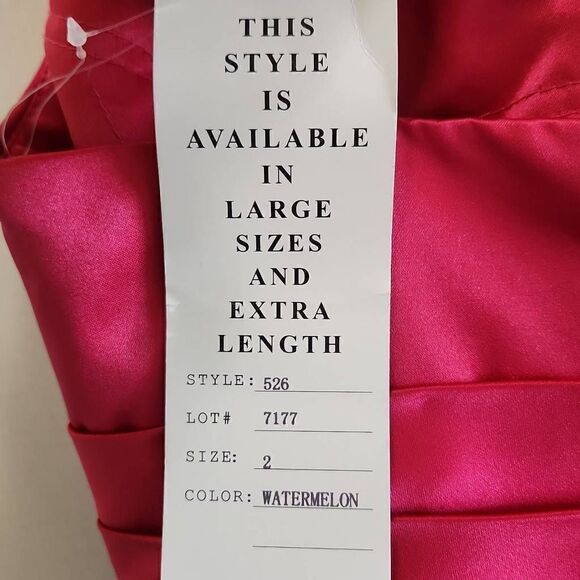 THIS
STYLE
IS
AVAILABLE
IN
LARGE
SIZES
AND
EXTRA
LENGTH
STYLE: 526
LOT# 7177
SIZE: 2
COLOR: WATERMELON